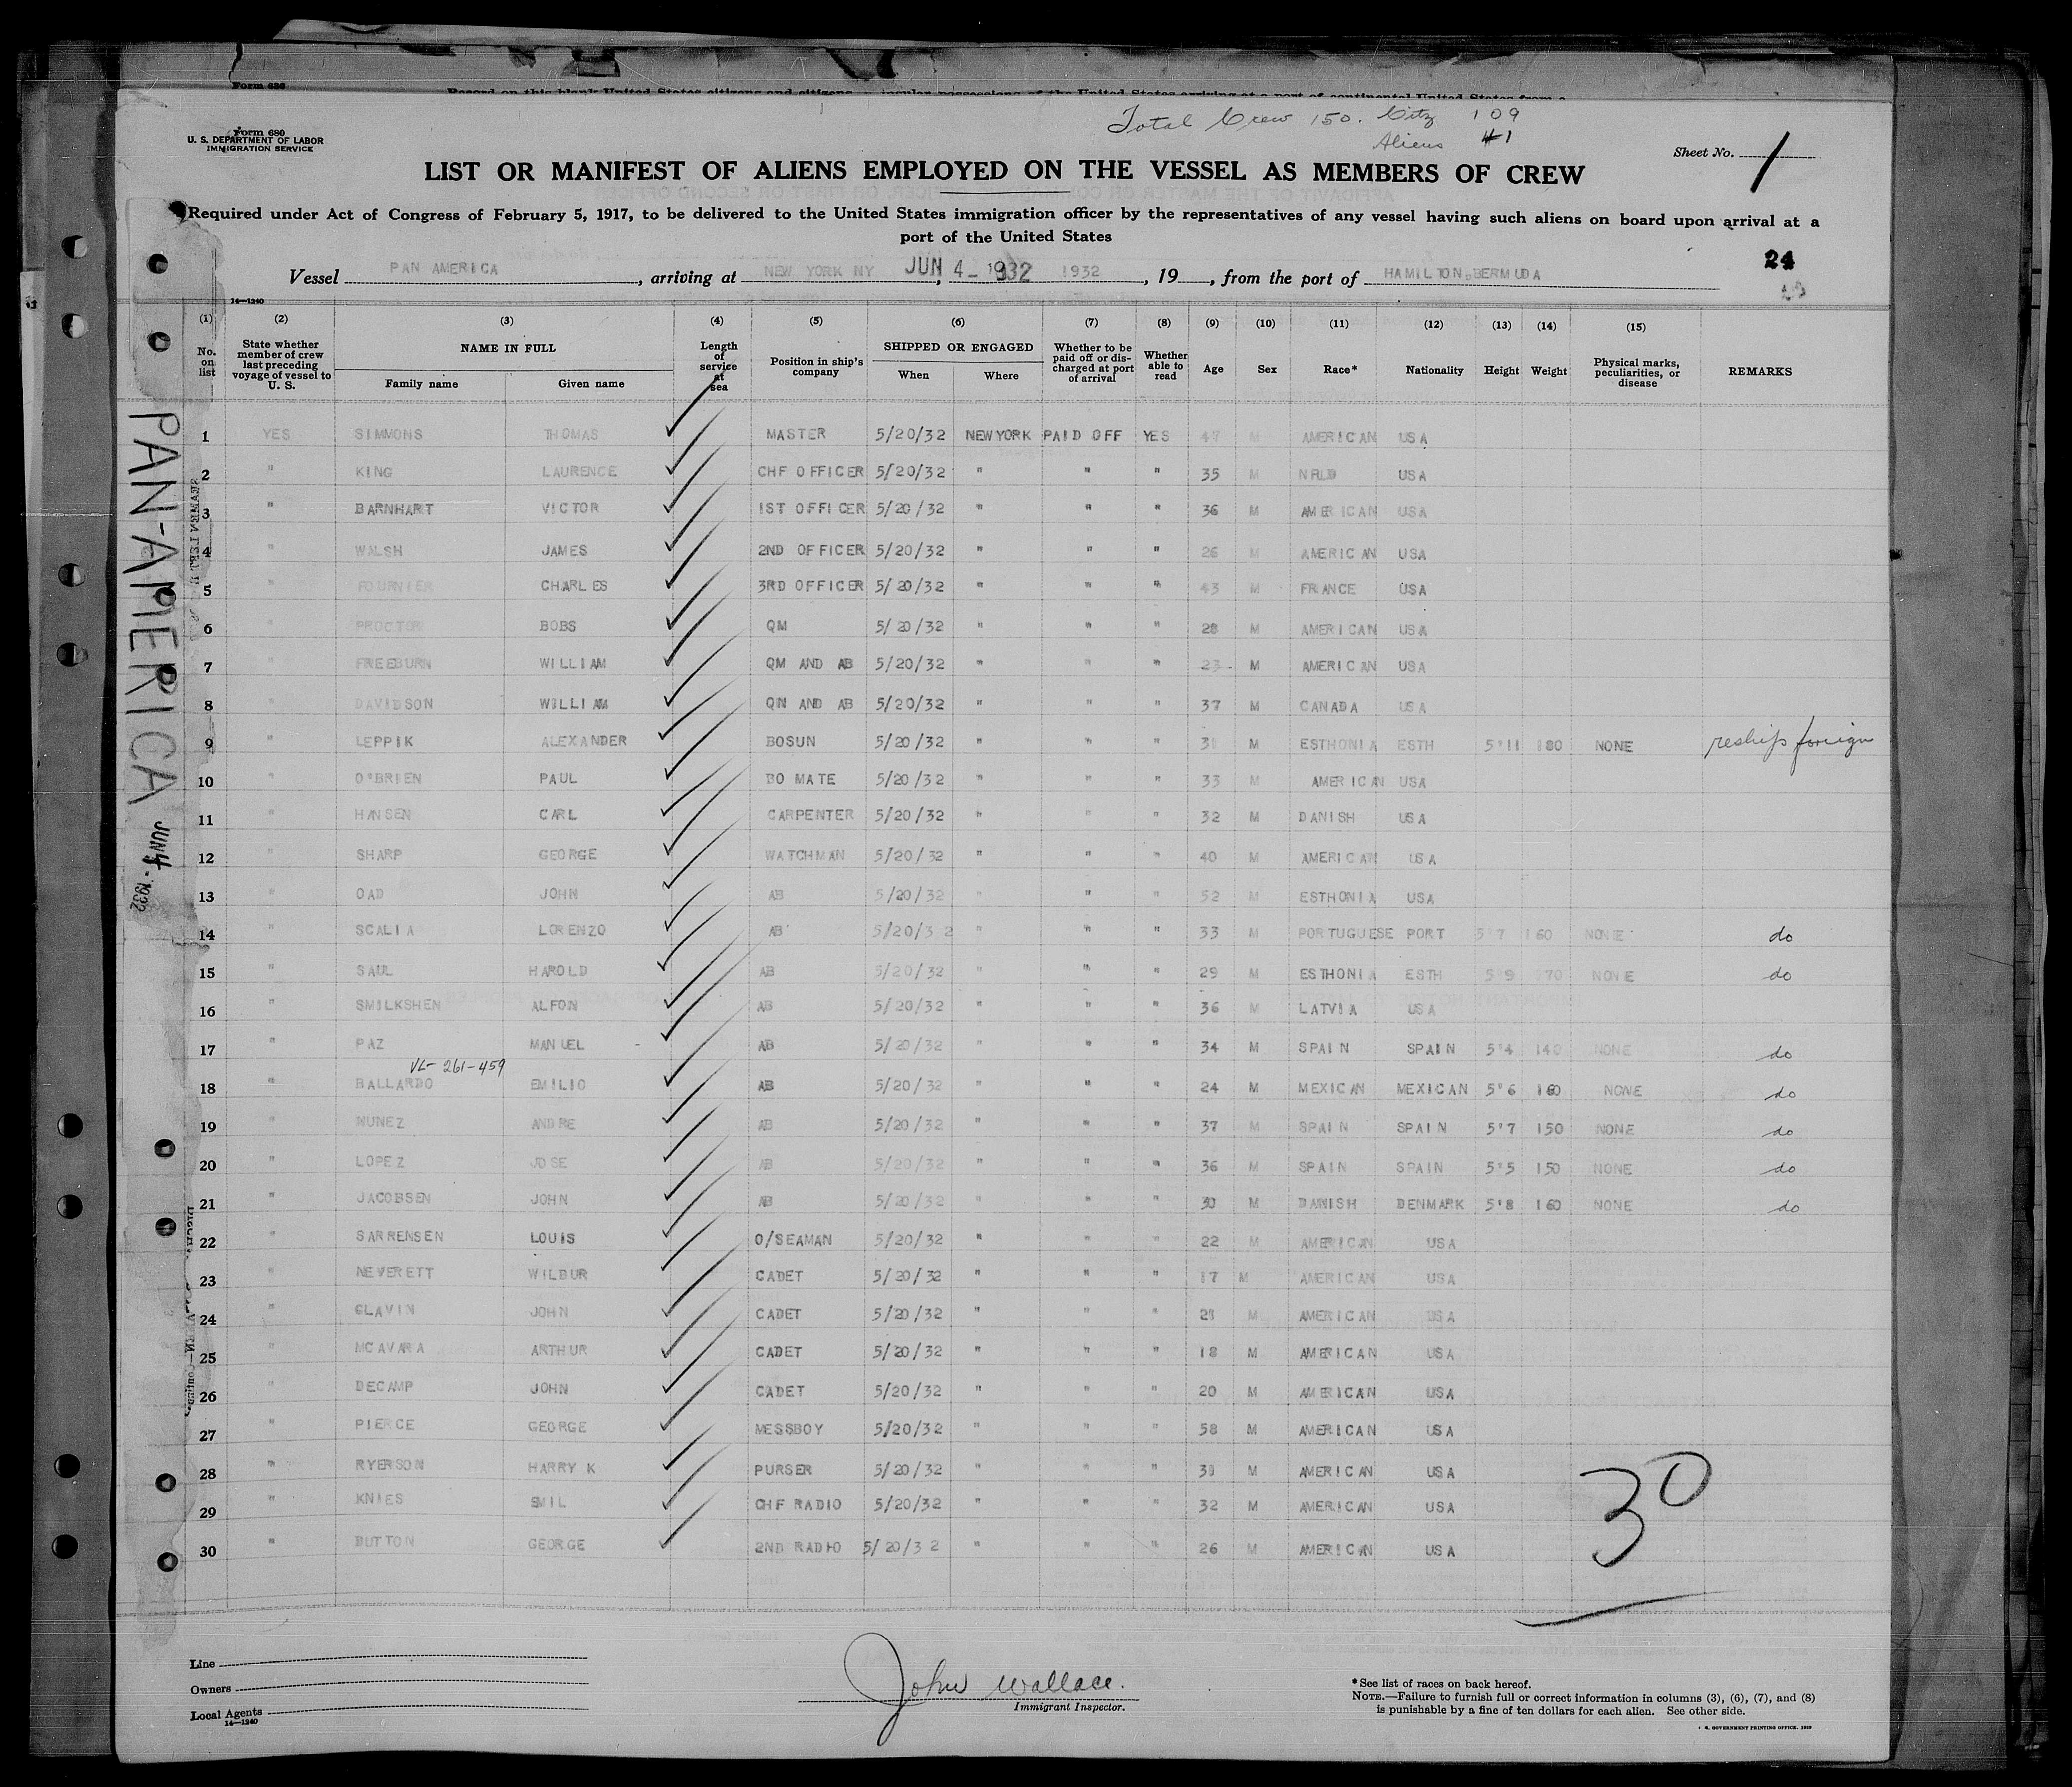 Form 680
Total Crew 150. Citz 109
Aliens 41
Form 680
U. S. DEPARTMENT OF LABOR
IMMIGRATION SERVICE
Sheet No. 1
LIST OR MANIFEST OF ALIENS EMPLOYED ON THE VESSEL AS MEMBERS OF CREW
Required under Act of Congress of February 5, 1917, to be delivered to the United States immigration officer by the representatives of any vessel having such aliens on board upon arrival at a
port of the United States
24
Vessel PAN AMERICA, arriving at NEW YORK NY, JUN 4 - 1932 1932, 19, from the port of HAMILTON, BERMUDA
14—1240
(1) (2) (3) (4) (5) (6) (7) (8) (9) (10) (11) (12) (13) (14) (15)
No. on list State whether member of crew last preceding voyage of vessel to U. S. NAME IN FULL Family name Given name Length of service at sea Position in ship's company SHIPPED OR ENGAGED When Where Whether to be paid off or discharged at port of arrival Whether able to read Age Sex Race* Nationality Height Weight Physical marks, peculiarities, or disease REMARKS
1 YES SIMMONS THOMAS MASTER 5/20/32 NEWYORK PAID OFF YES 47 M AMERICAN USA
2 " KING LAURENCE CHF OFFICER 5/20/32 " " " 35 M NRLD USA
3 " BARNHART VICTOR 1ST OFFICER 5/20/32 " " " 36 M AMERICAN USA
4 " WALSH JAMES 2ND OFFICER 5/20/32 " " " 26 M AMERICAN USA
5 " FOURNIER CHARLES 3RD OFFICER 5/20/32 " " " 43 M FRANCE USA
6 " PROCTOR BOBS QM 5/20/32 " " " 28 M AMERICAN USA
7 " FREEBURN WILLIAM QM AND AB 5/20/32 " " " 23 M AMERICAN USA
8 " DAVIDSON WILLIAM QN AND AB 5/20/32 " " " 37 M CANADA USA
9 " LEPPIK ALEXANDER BOSUN 5/20/32 " " " 31 M ESTHONIA ESTH 5'11 180 NONE reships foreign
10 " O'BRIEN PAUL BO MATE 5/20/32 " " " 33 M AMERICAN USA
11 " HANSEN CARL CARPENTER 5/20/32 " " " 32 M DANISH USA
12 " SHARP GEORGE WATCHMAN 5/20/32 " " " 40 M AMERICAN USA
13 " OAD JOHN AB 5/20/32 " " " 52 M ESTHONIA USA
14 " SCALIA LORENZO AB 5/20/32 " " " 33 M PORTUGUESE PORT 5'7 160 NONE do
15 " SAUL HAROLD AB 5/20/32 " " " 29 M ESTHONIA ESTH 5'9 170 NONE do
16 " SMILKSHEN ALFON AB 5/20/32 " " " 36 M LATVIA USA
17 " PAZ MANUEL AB 5/20/32 " " " 34 M SPAIN SPAIN 5'4 140 NONE do
VL- 261-459
18 " BALLARDO EMILIO AB 5/20/32 " " " 24 M MEXICAN MEXICAN 5'6 160 NONE do
19 " NUNEZ ANDRE AB 5/20/32 " " " 37 M SPAIN SPAIN 5'7 150 NONE do
20 " LOPEZ JOSE AB 5/20/32 " " " 36 M SPAIN SPAIN 5'5 150 NONE do
21 " JACOBSEN JOHN AB 5/20/32 " " " 30 M DANISH DENMARK 5'8 160 NONE do
22 " SARRENSEN LOUIS O/SEAMAN 5/20/32 " " " 22 M AMERICAN USA
23 " NEVERETT WILBUR CADET 5/20/32 " " " 17 M AMERICAN USA
24 " GLAVIN JOHN CADET 5/20/32 " " " 21 M AMERICAN USA
25 " MCAVARA ARTHUR CADET 5/20/32 " " " 18 M AMERICAN USA
26 " DECAMP JOHN CADET 5/20/32 " " " 20 M AMERICAN USA
27 " PIERCE GEORGE MESSBOY 5/20/32 " " " 58 M AMERICAN USA
28 " RYERSON HARRY K PURSER 5/20/32 " " " M AMERICAN USA
29 " KNIES EMIL CHF RADIO 5/20/32 " " " 32 M AMERICAN USA
30 " DUTTON GEORGE 2ND RADIO 5/20/32 " " " 26 M AMERICAN USA
30
PAN-AMERICA JUN 4 - 1932
Line
Owners
Local Agents
14—1240
John Wallace.
Immigrant Inspector.
*See list of races on back hereof.
NOTE.—Failure to furnish full or correct information in columns (3), (6), (7), and (8)
is punishable by a fine of ten dollars for each alien. See other side.
GOVERNMENT PRINTING OFFICE. 1929